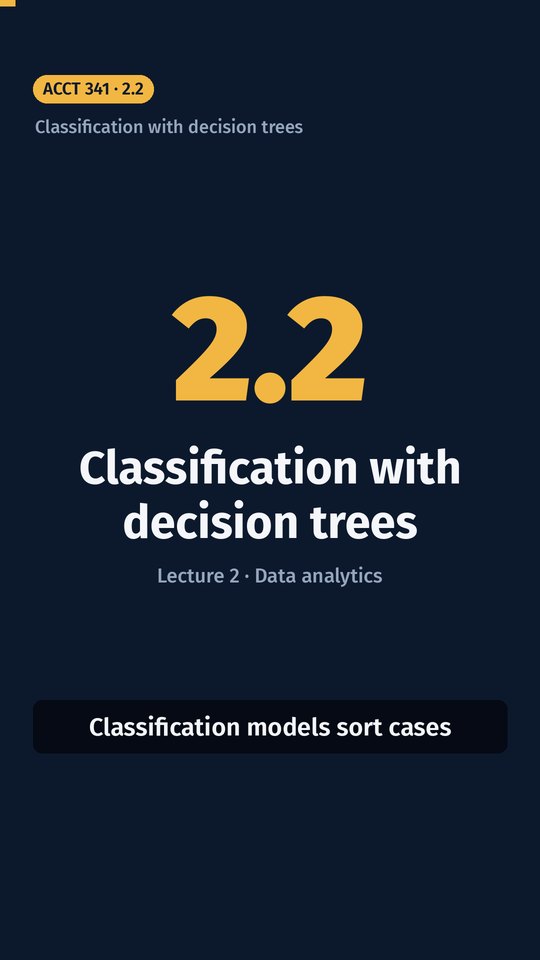 ACCT 341 · 2.2
Classification with decision trees
2.2
Classification with
decision trees
Lecture 2 · Data analytics
Classification models sort cases